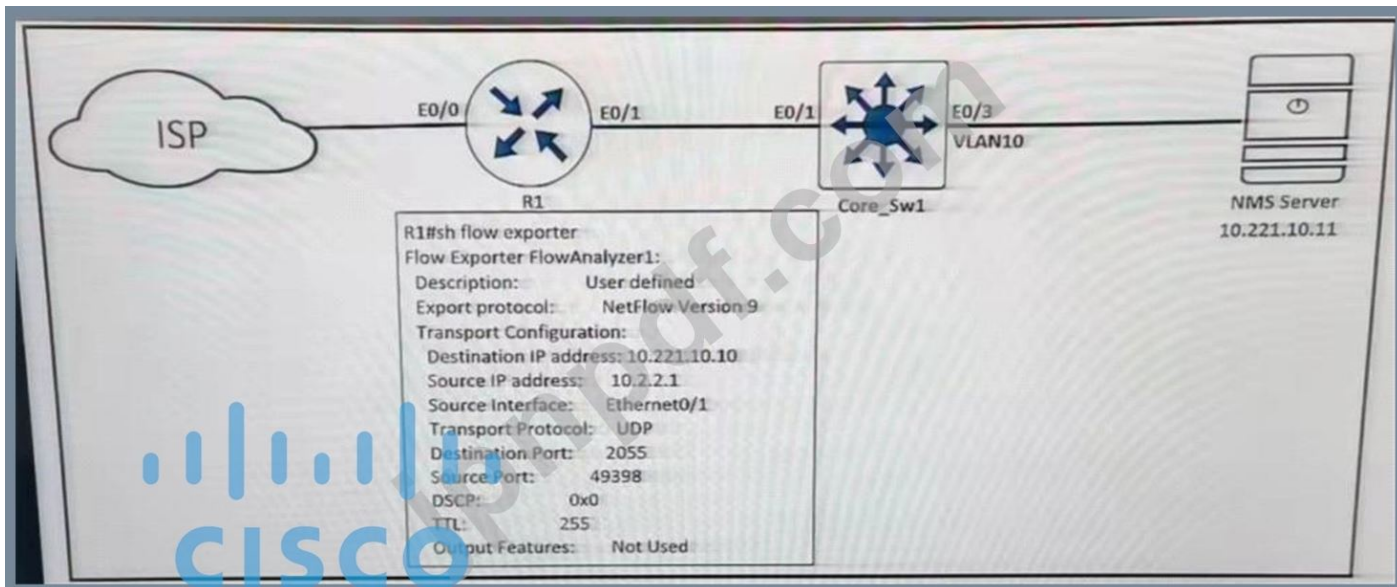 ISP
E0/0
E0/1
E0/1
E0/3
VLAN10
R1
Core_Sw1
NMS Server
10.221.10.11
R1#sh flow exporter
Flow Exporter FlowAnalyzer1:
Description: User defined
Export protocol: NetFlow Version 9
Transport Configuration:
Destination IP address: 10.221.10.10
Source IP address: 10.2.2.1
Source Interface: Ethernet0/1
Transport Protocol: UDP
Destination Port: 2055
Source Port: 49398
DSCP: 0x0
TTL: 255
Output Features: Not Used
CISCO